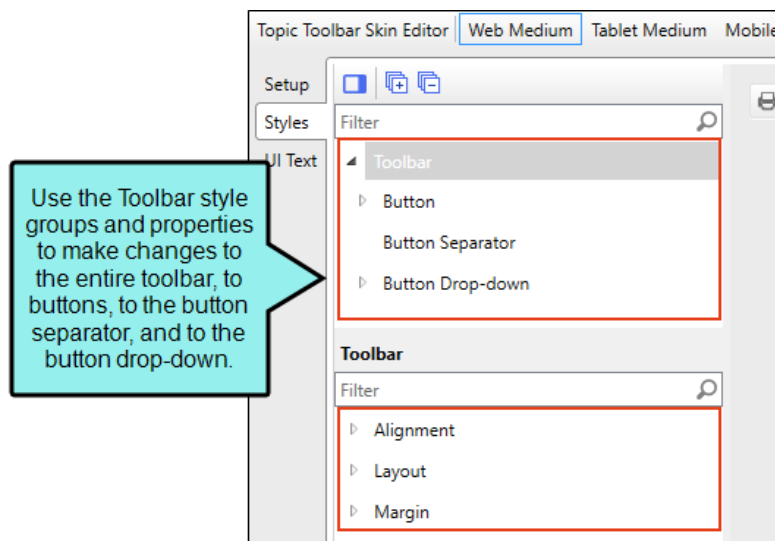 Topic Toolbar Skin Editor Web Medium Tablet Medium Mobile
Setup
Styles
UI Text
Filter
Toolbar
Button
Button Separator
Button Drop-down
Use the Toolbar style
groups and properties
to make changes to
the entire toolbar, to
buttons, to the button
separator, and to the
button drop-down.
Toolbar
Filter
Alignment
Layout
Margin